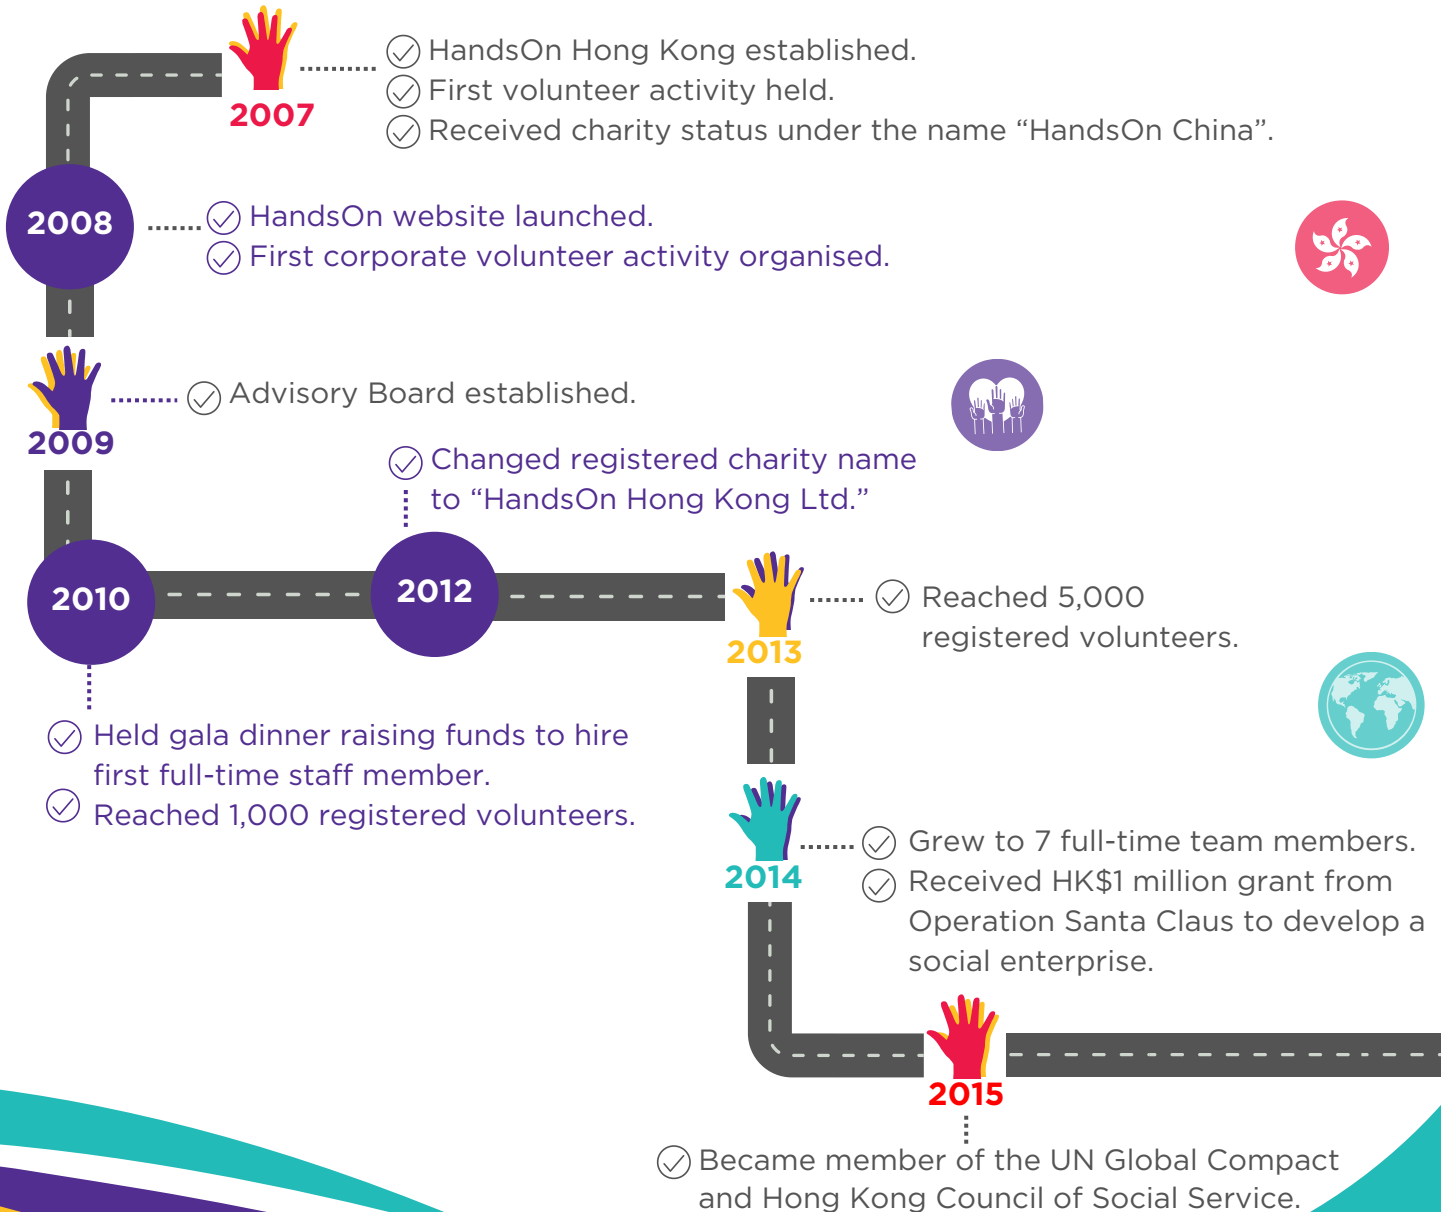 HandsOn Hong Kong established.
First volunteer activity held.
2007
Received charity status under the name “HandsOn China”.
2008
HandsOn website launched.
First corporate volunteer activity organised.
Advisory Board established.
2009
Changed registered charity name
to “HandsOn Hong Kong Ltd.”
2010
2012
Reached 5,000
registered volunteers.
2013
Held gala dinner raising funds to hire
first full-time staff member.
Reached 1,000 registered volunteers.
Grew to 7 full-time team members.
2014
Received HK$1 million grant from
Operation Santa Claus to develop a
social enterprise.
2015
Became member of the UN Global Compact
and Hong Kong Council of Social Service.